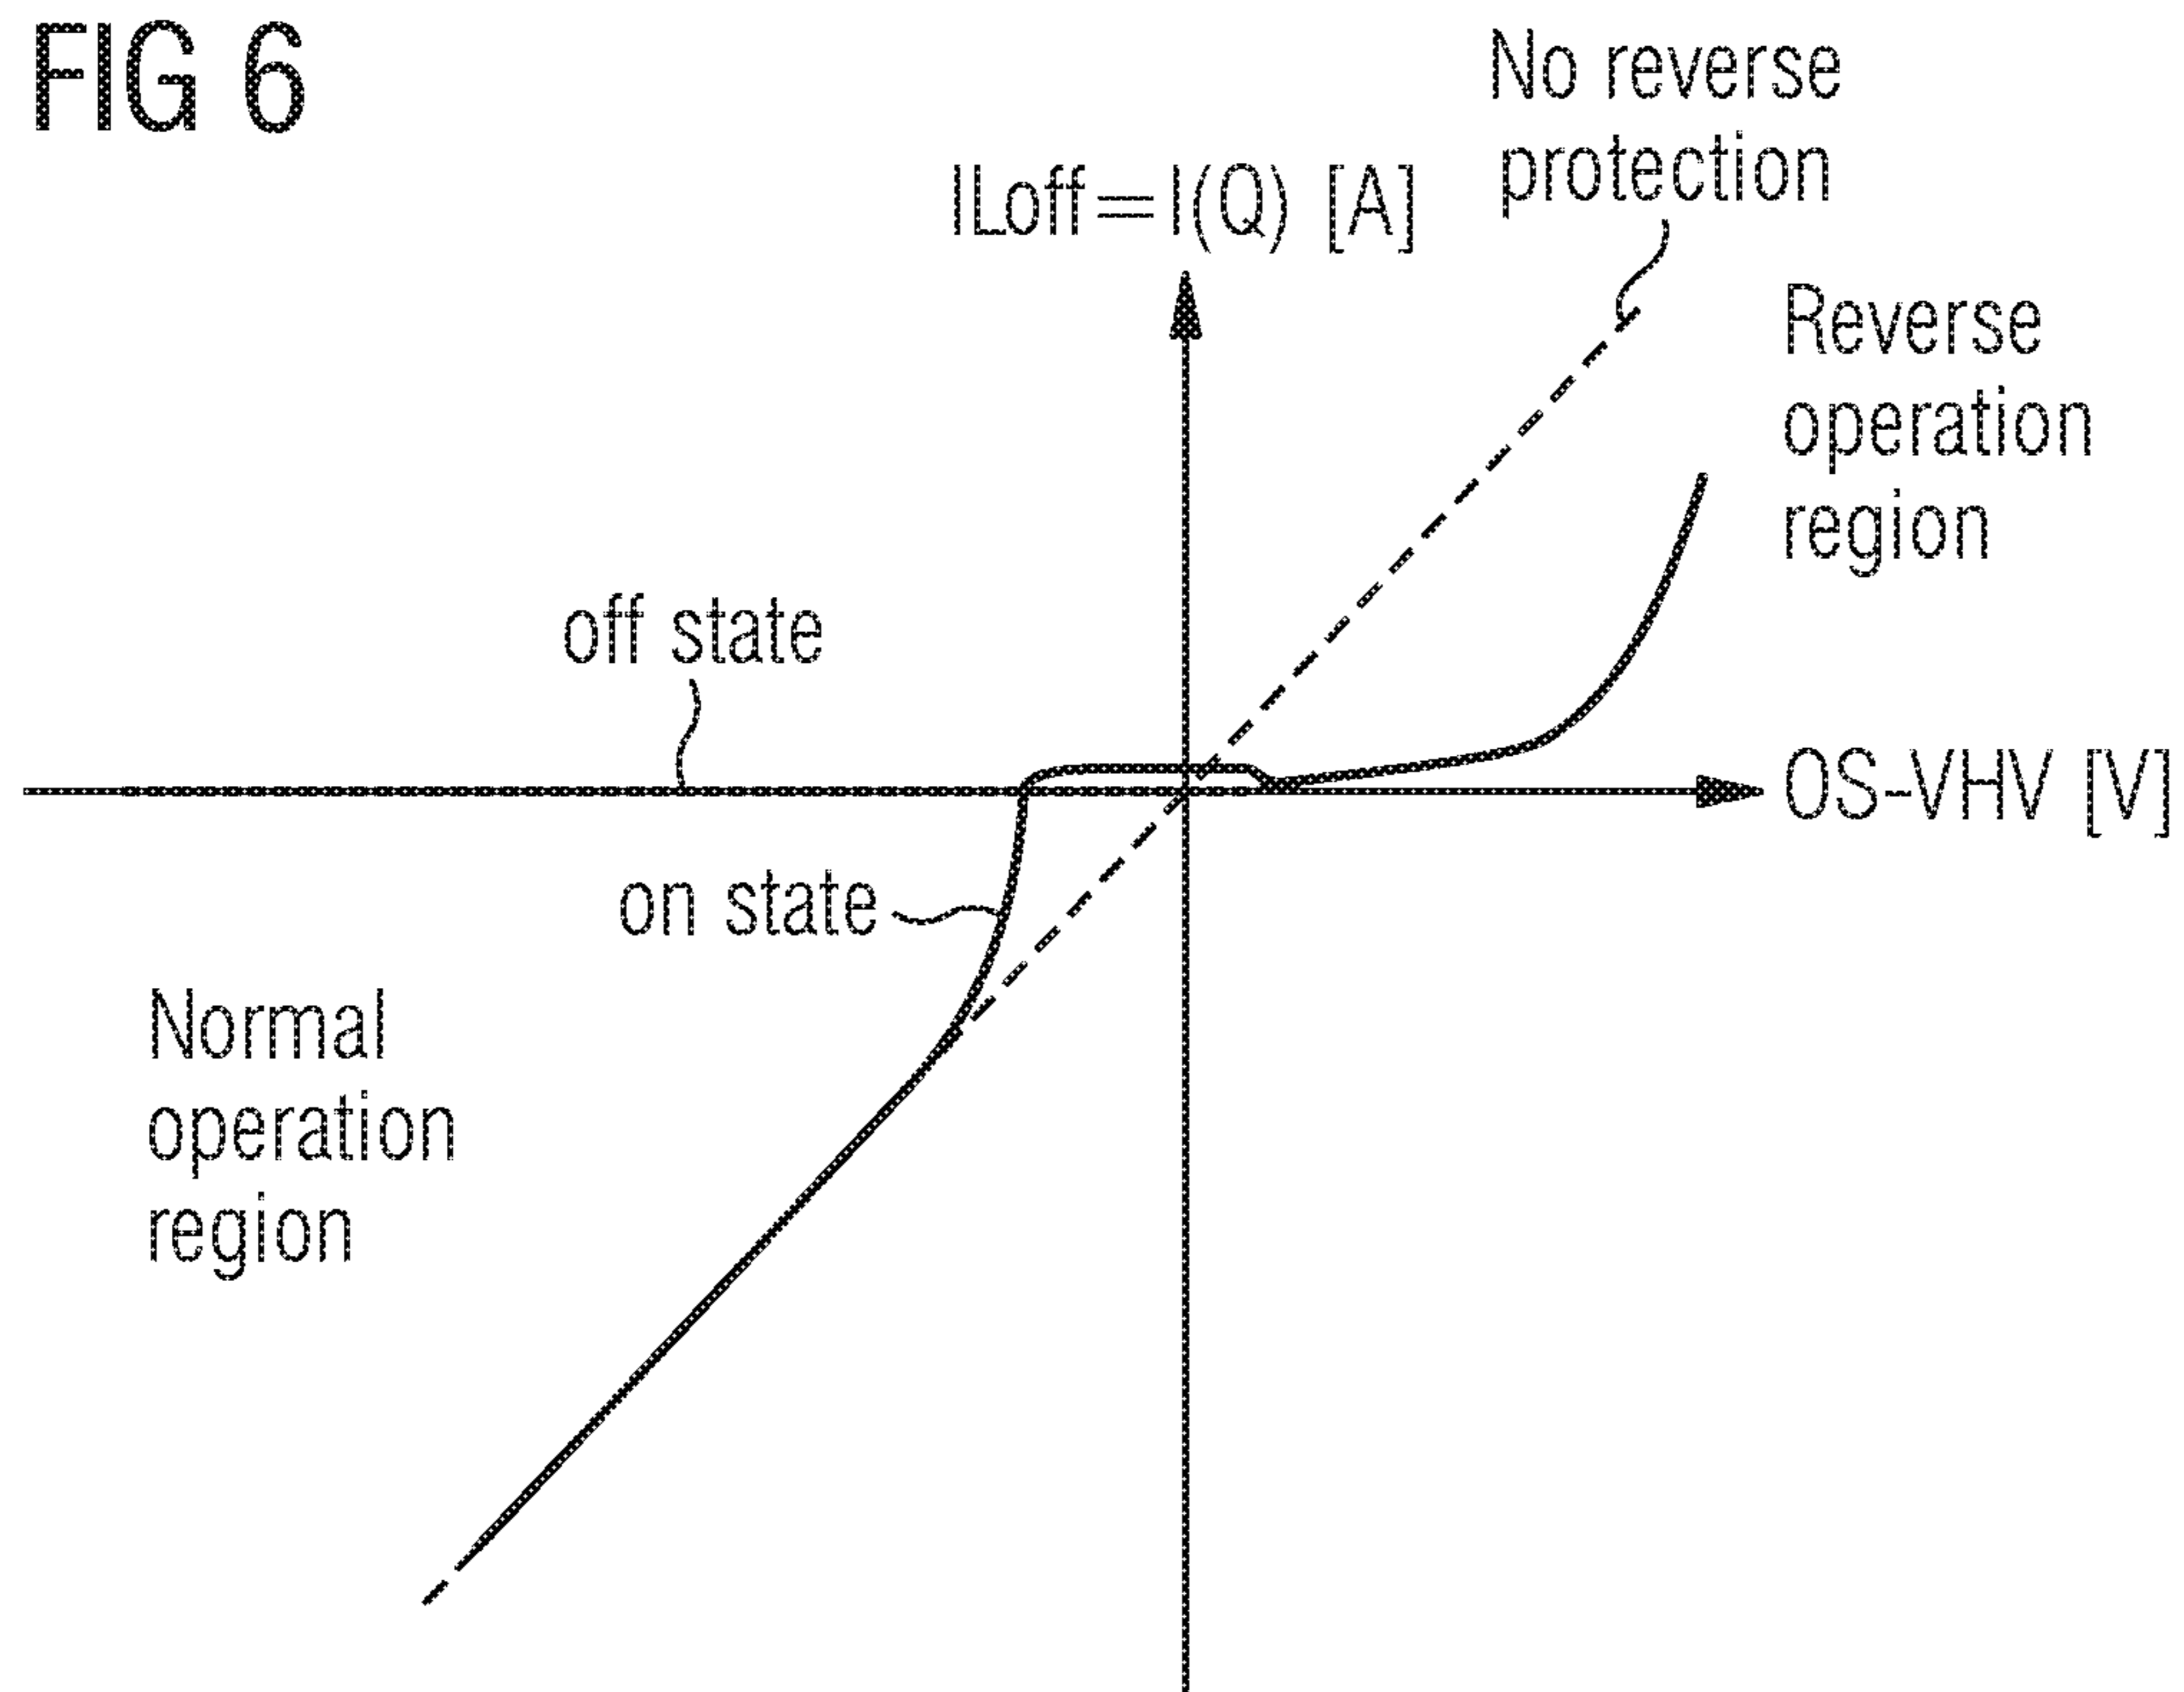 FIG 6
No reverse
protection
ILoff=I(Q) [A]
Reverse
operation
region
off state
OS-VHV [V]
on state
Normal
operation
region